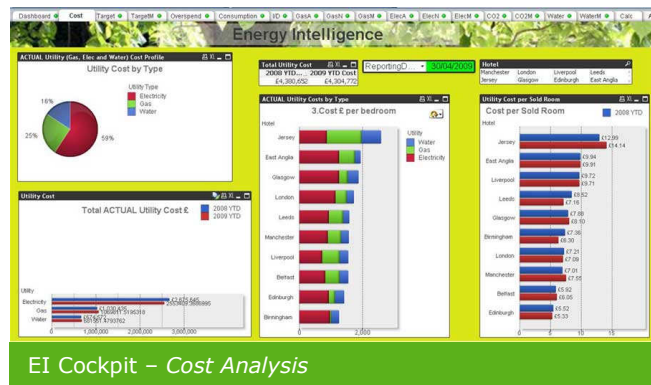 Dashboard Cost Target TargetM Overspend Consumption I/D GasA GasN GasM ElecA ElecN ElecM CO2 CO2M Water WaterM Calc
Energy Intelligence
ACTUAL Utility (Gas, Elec and Water) Cost Profile
Utility Cost by Type
Utility Type
Electricity
Gas
Water
16%
25%
59%
Total Utility Cost
2008 YTD... 2009 YTD Cost
£4,380,652 £4,304,772
ReportingD... 30/04/2009
Hotel
Manchester London Liverpool Leeds
Jersey Glasgow Edinburgh East Anglia
Utility Cost
Total ACTUAL Utility Cost £
2008 YTD
2009 YTD
Utility
Electricity
Gas
Water
£2,675,645
£1,030,435
0 1,000,000 2,000,000 3,000,000
ACTUAL Utility Costs by Type
3.Cost £ per bedroom
Hotel
Utility
Water
Gas
Electricity
Jersey
East Anglia
Glasgow
London
Leeds
Manchester
Liverpool
Belfast
Edinburgh
Birmingham
0 2,000
Utility Cost per Sold Room
Cost per Sold Room
2008 YTD
Hotel
Jersey £12.99 £14.14
East Anglia £9.94 £9.91
Liverpool £9.72 £9.71
Leeds £8.52 £7.16
Glasgow £7.88 £8.10
Birmingham £7.36 £6.30
London £7.21 £7.09
Manchester £7.01 £7.55
Belfast £5.92 £6.05
Edinburgh £5.52 £5.33
0 5 10 15
EI Cockpit – Cost Analysis